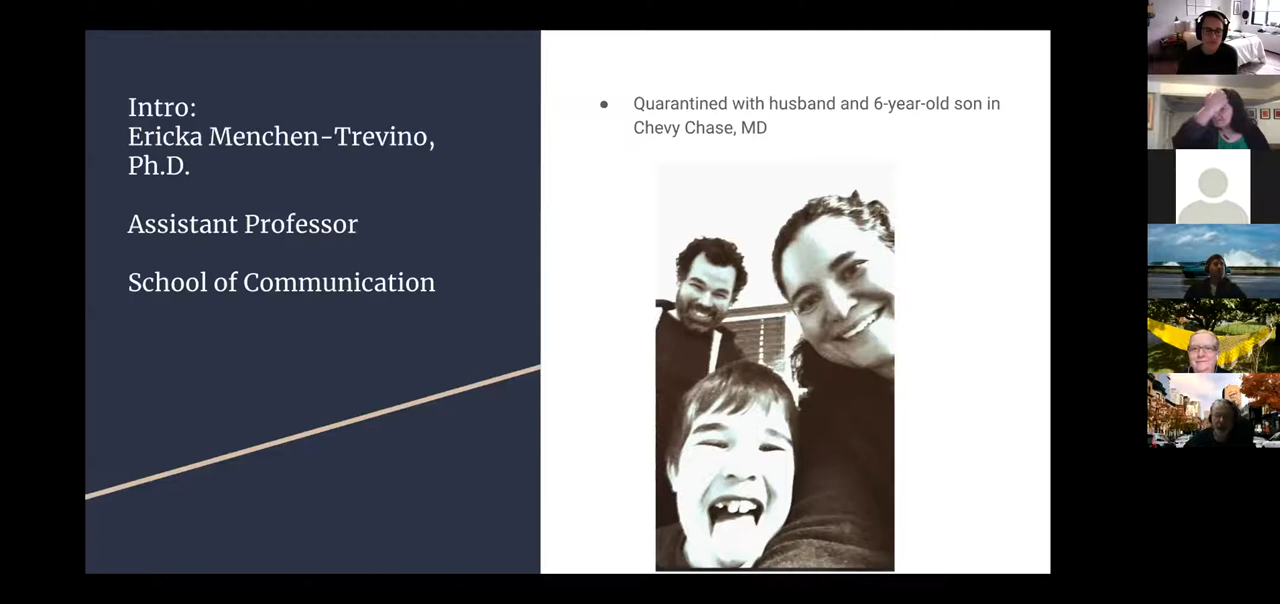 Intro:
Ericka Menchen-Trevino,
Ph.D.
Assistant Professor
School of Communication
Quarantined with husband and 6-year-old son in
Chevy Chase, MD